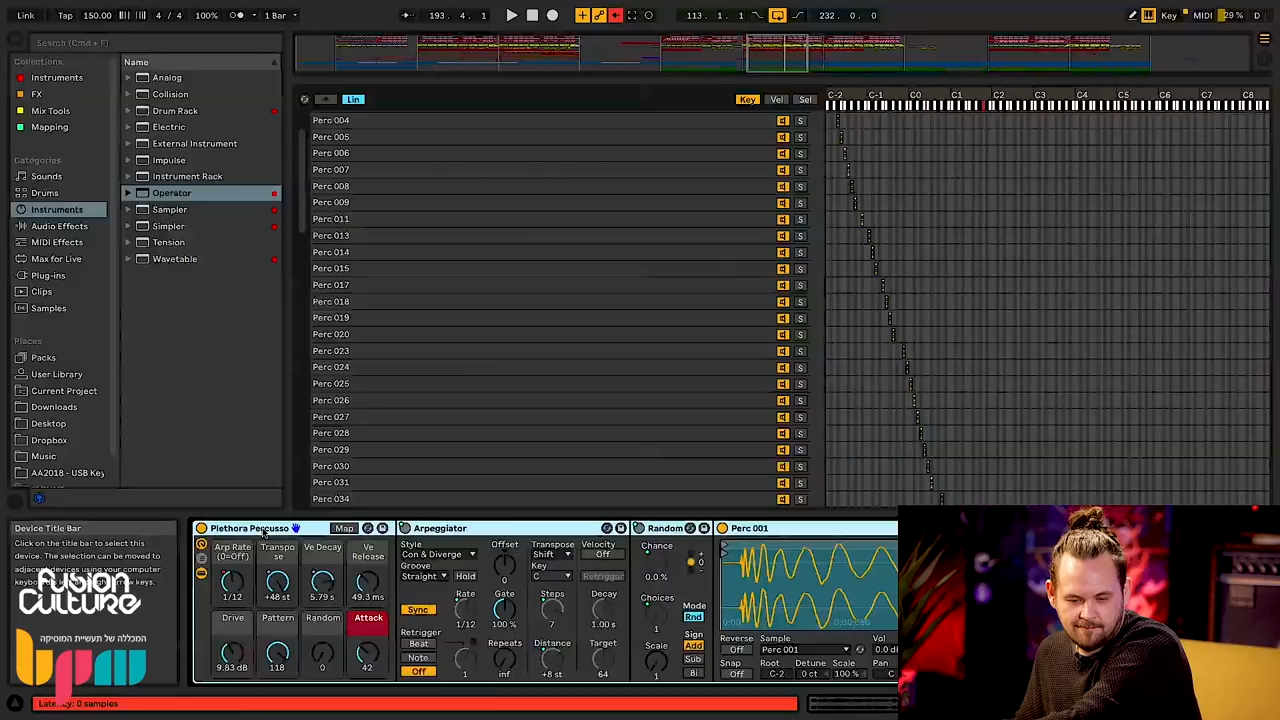 Link Tap 150.00 4 / 4 100% 1 Bar 193. 4. 1 113. 1. 1 232. 0. 0 Key MIDI 29 % D
Search (Cmd + F)
Collections
Instruments
FX
Mix Tools
Mapping
Categories
Sounds
Drums
Instruments
Audio Effects
MIDI Effects
Max for Live
Plug-ins
Clips
Samples
Places
Packs
User Library
Current Project
Downloads
Desktop
Dropbox
Music
AA2018 - USB Key
Name
Analog
Collision
Drum Rack
Electric
External Instrument
Impulse
Instrument Rack
Operator
Sampler
Simpler
Tension
Wavetable
Lin Key Vel Sel
C-2 C-1 C0 C1 C2 C3 C4 C5 C6 C7 C8
Perc 004 S
Perc 005 S
Perc 006 S
Perc 007 S
Perc 008 S
Perc 009 S
Perc 011 S
Perc 013 S
Perc 014 S
Perc 015 S
Perc 017 S
Perc 018 S
Perc 019 S
Perc 020 S
Perc 023 S
Perc 024 S
Perc 025 S
Perc 026 S
Perc 027 S
Perc 028 S
Perc 029 S
Perc 030 S
Perc 031 S
Perc 034 S
Device Title Bar
Click on the device title bar to select this
device. The selection can be moved to
Fusion
Culture
המכללה של תעשיית המוסיקה
bpm
Plethora Percusso Map
Arp Rate
(0=Off)
1/12
Transpo
se
+48 st
Ve Decay
5.79 s
Ve
Release
49.3 ms
Drive
9.63 dB
Pattern
118
Random
0
Attack
42
Arpeggiator
Style
Con & Diverge
Groove
Straight Hold
Sync
Retrigger
Beat
Note
Off
Rate
1/12
1
Offset
0
Gate
100 %
Repeats
inf
Transpose
Shift
Key
C
Steps
7
Distance
+8 st
Velocity
Off
Retrigger
Decay
1.00 s
Target
64
Random
Chance
0.0 %
Choices
1
Scale
1
0
Mode
Rnd
Sign
Add
Sub
Bi
Perc 001
Reverse
Off
Snap
Off
Sample
Perc 001
Root
C-2
Detune
0 ct
Scale
100 %
Vol
0.0 d
Pan
C
Latency: 0 samples